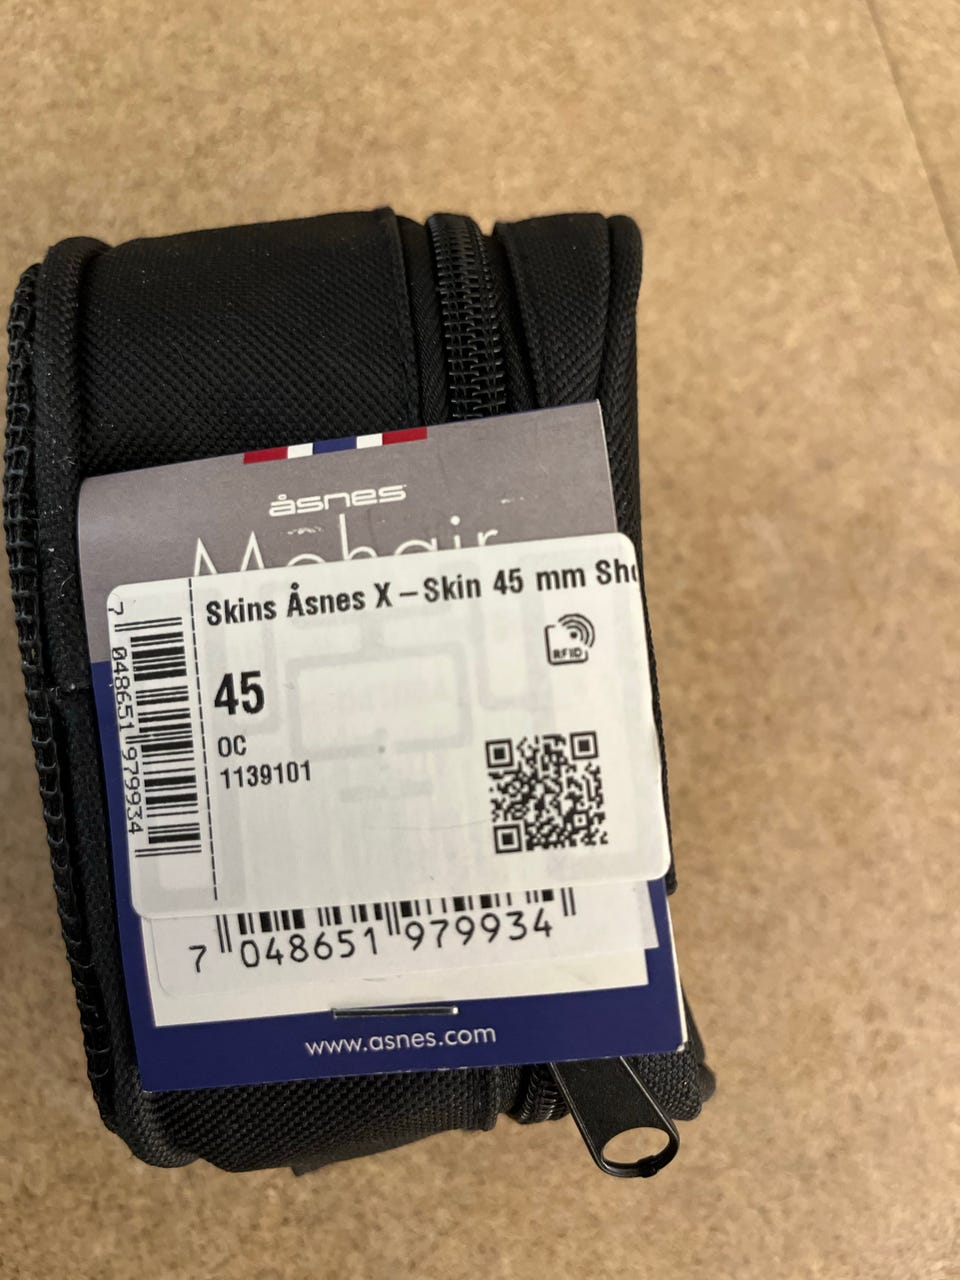 åsnes
Mohair
Skins Åsnes X – Skin 45 mm
RFID
45
OC
1139101
7 048651 979934
7 048651 979934
www.asnes.com